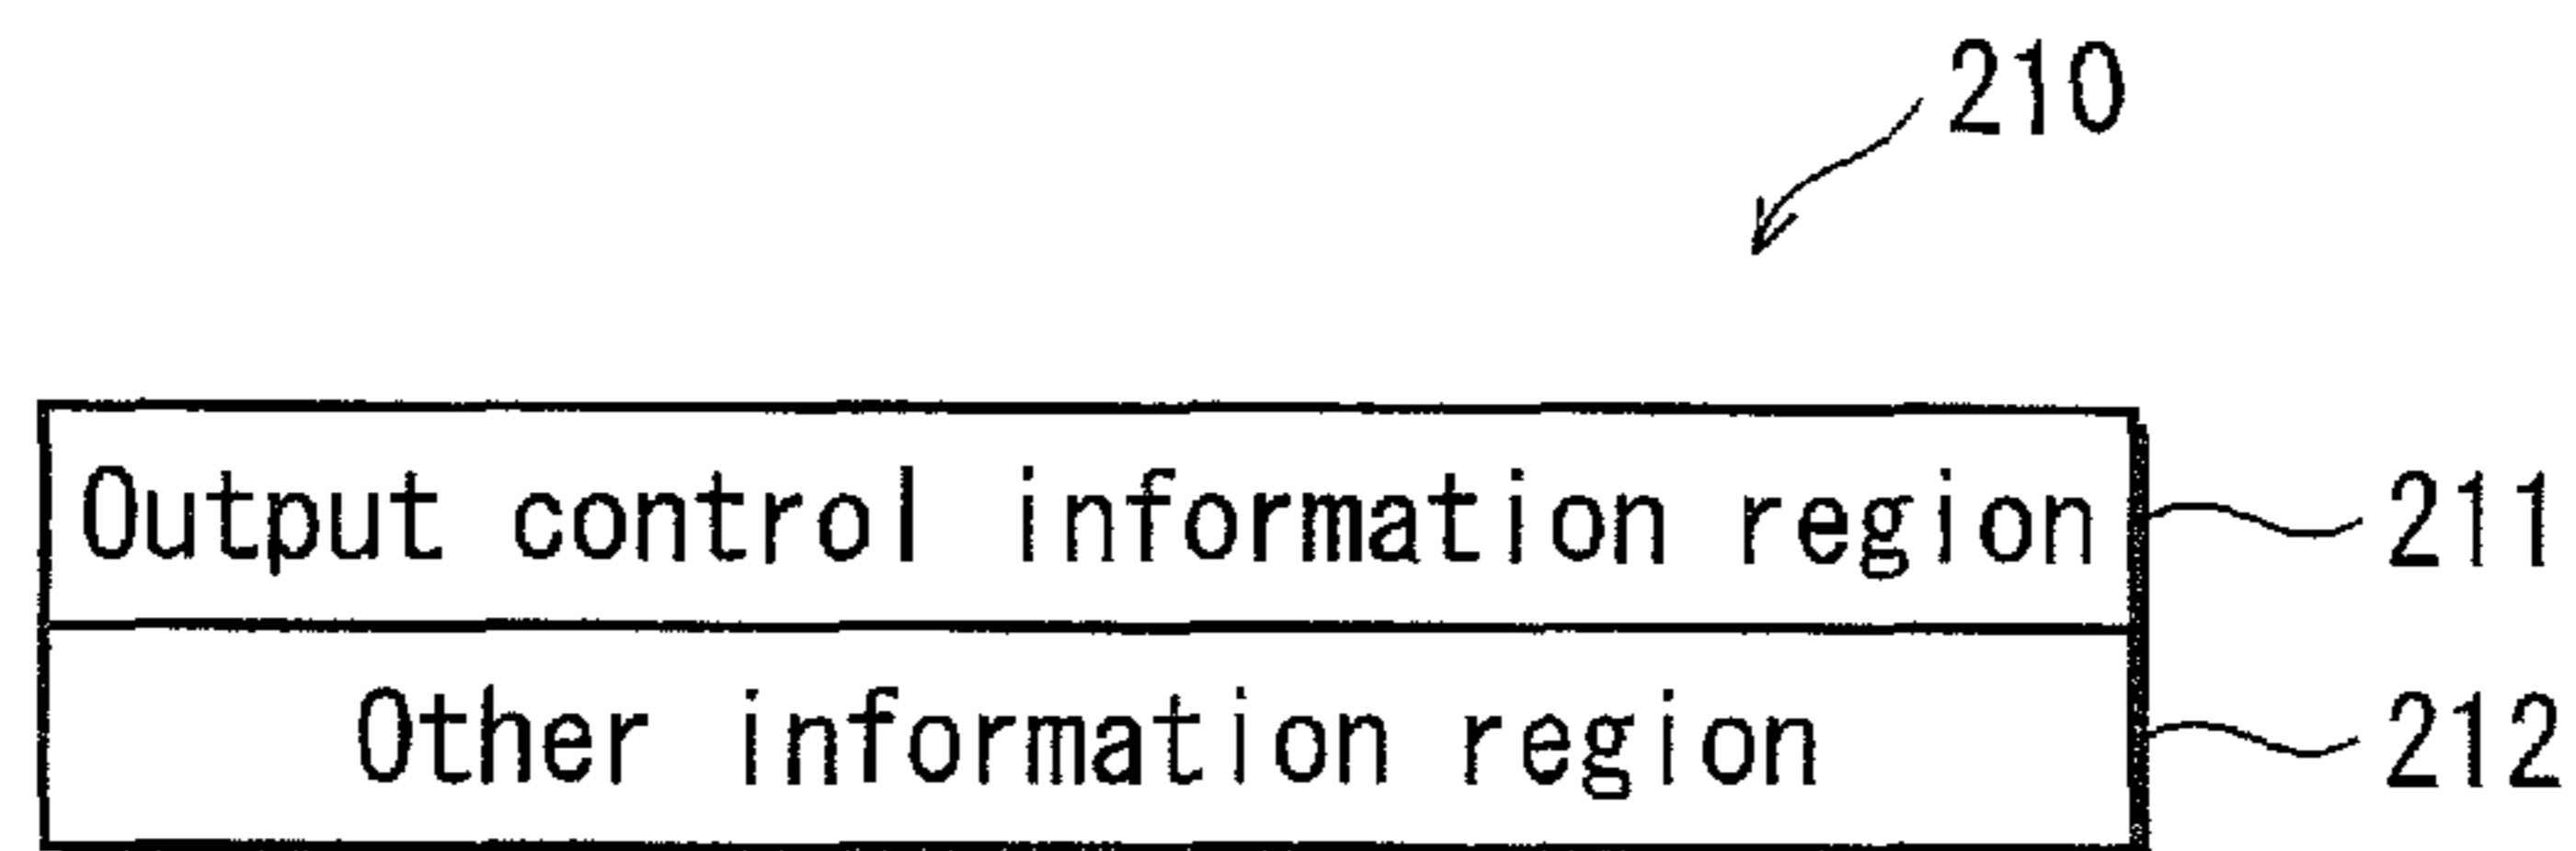 210
Output control information region 211
Other information region 212